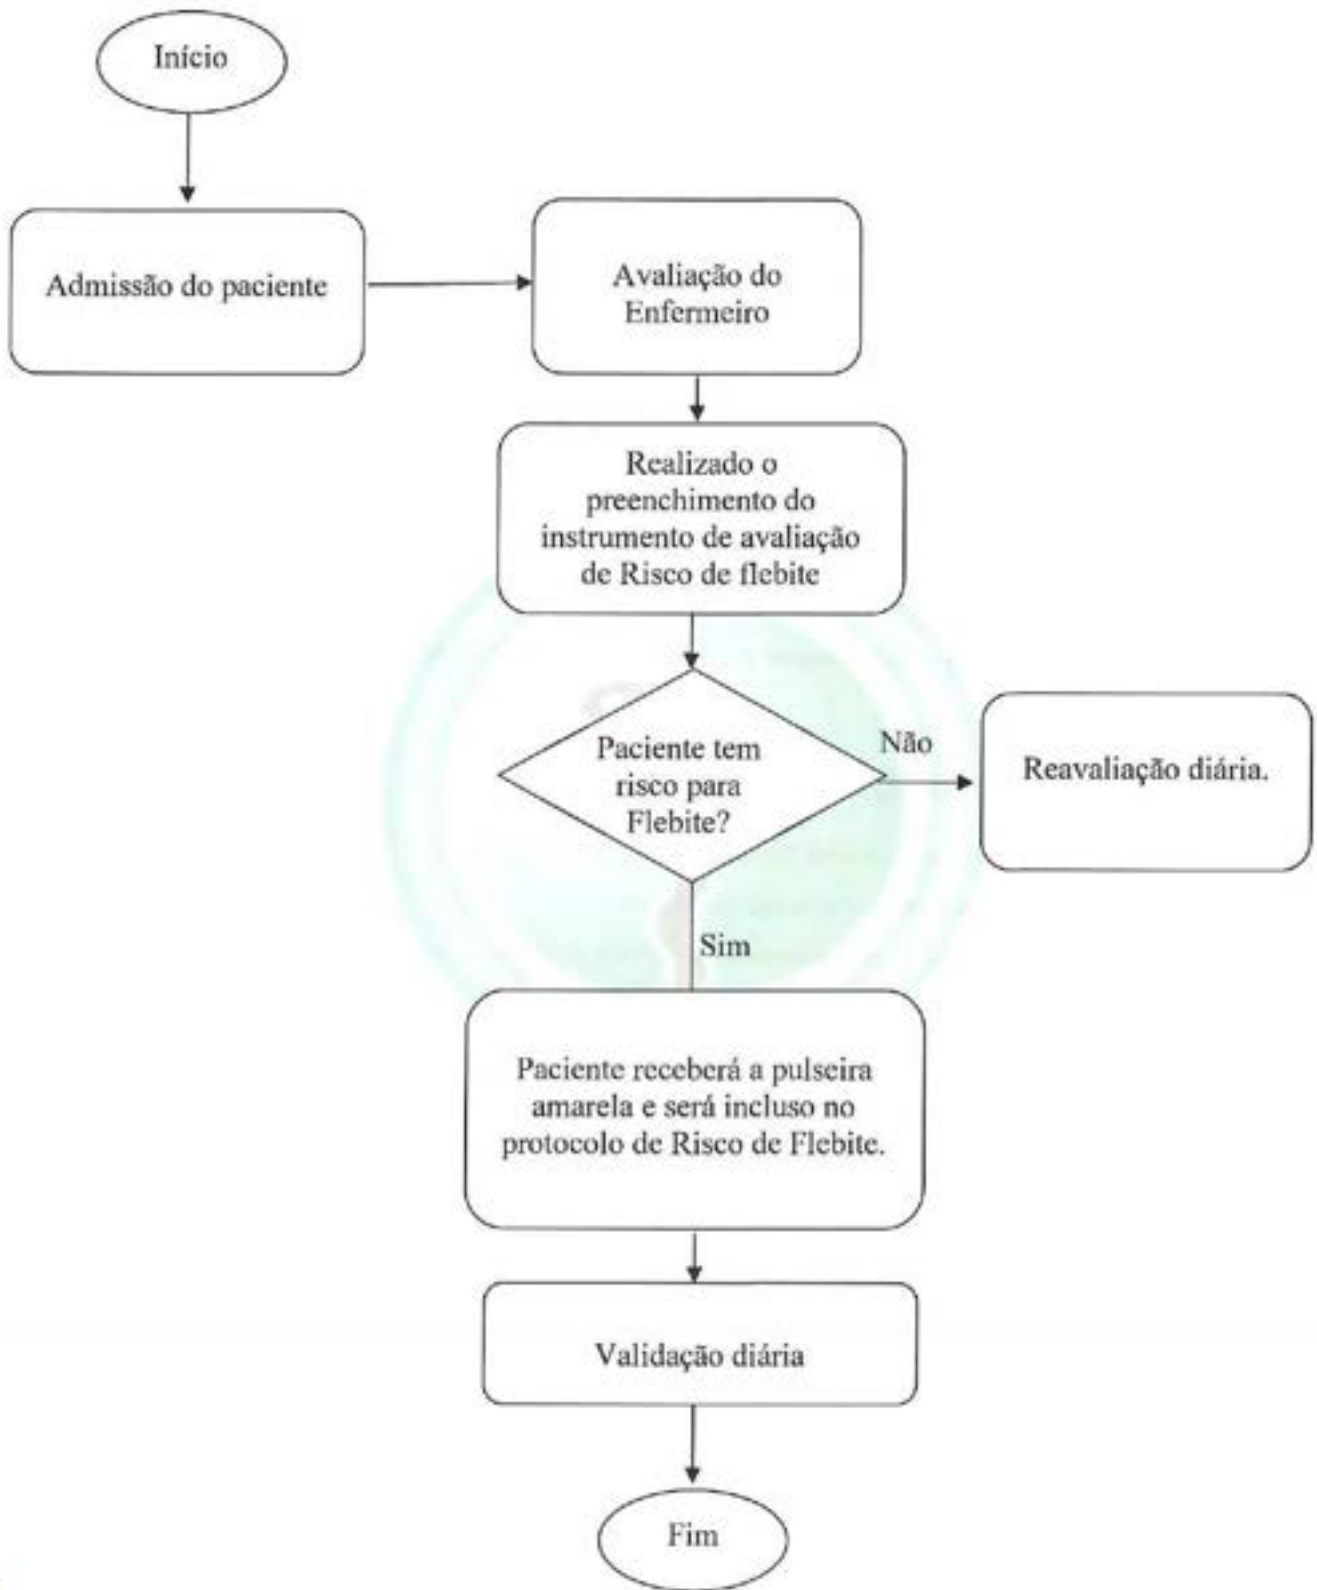 Início
Admissão do paciente
Avaliação do
Enfermeiro
Realizado o
preenchimento do
instrumento de avaliação
de Risco de flebite
Paciente tem
risco para
Flebite?
Não
Reavaliação diária.
Sim
Paciente receberá a pulseira
amarela e será incluso no
protocolo de Risco de Flebite.
Validação diária
Fim